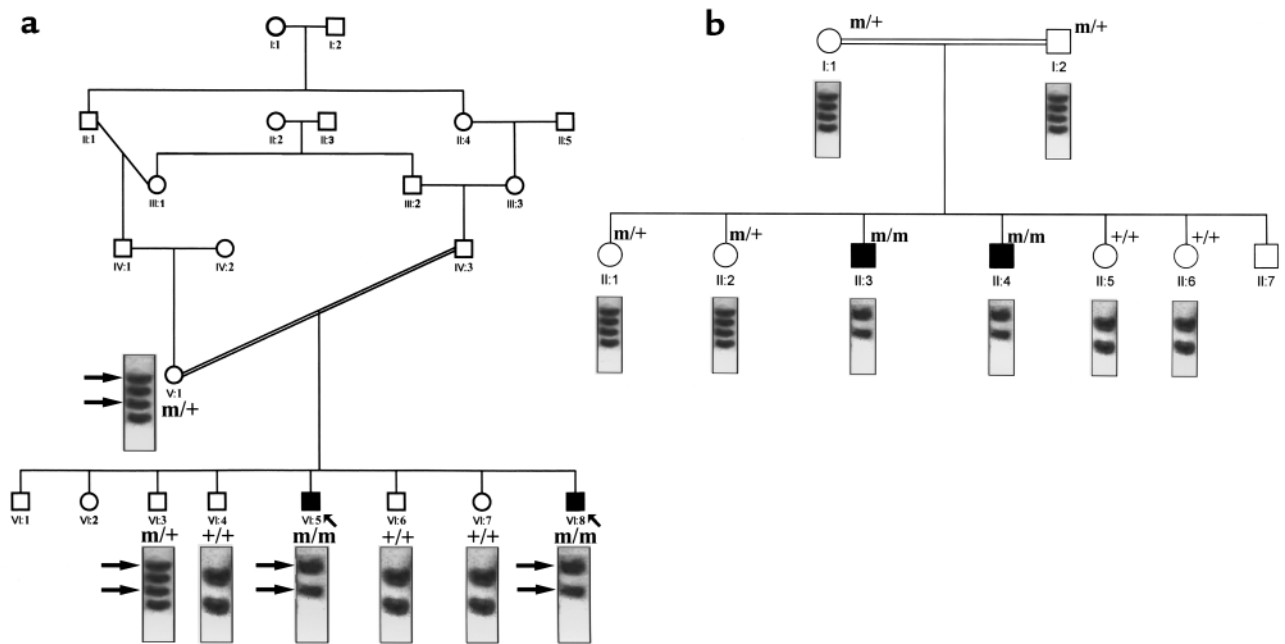 a
I:1 I:2
II:1 II:2 II:3 II:4 II:5
III:1 III:2 III:3
IV:1 IV:2 IV:3
V:1
m/+
VI:1 VI:2 VI:3 VI:4 VI:5 VI:6 VI:7 VI:8
m/+ +/+ m/m +/+ +/+ m/m
b
m/+ m/+
I:1 I:2
m/+ m/+ m/m m/m +/+ +/+
II:1 II:2 II:3 II:4 II:5 II:6 II:7